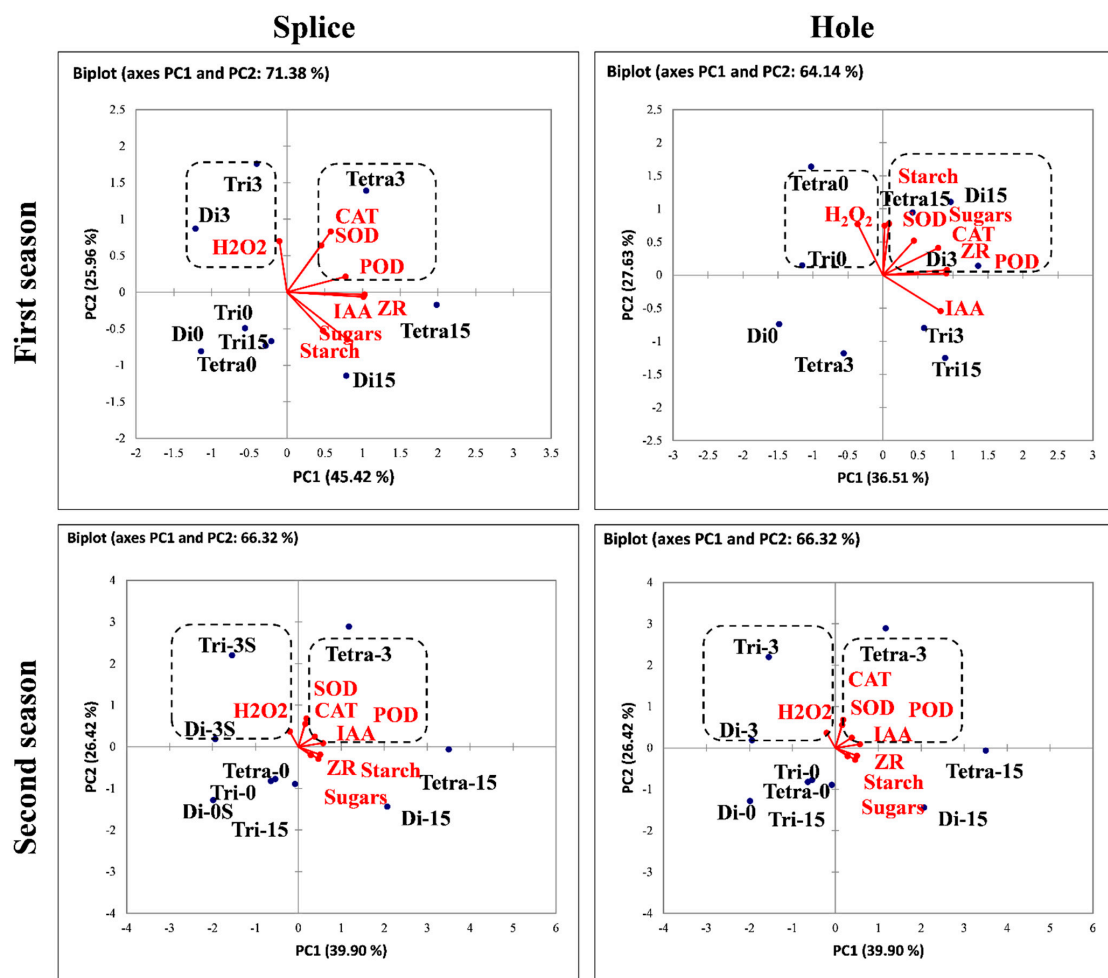 Splice
Hole
First season
Biplot (axes PC1 and PC2: 71.38 %)
PC2 (25.96 %)
2.5
2
1.5
1
0.5
0
-0.5
-1
-1.5
-2
Tri3
Tetra3
Di3
CAT
H2O2
SOD
POD
Tri0
IAA
ZR
Di0
Tri15
Sugars
Tetra15
Tetra0
Starch
Di15
-2 -1.5 -1 -0.5 0 0.5 1 1.5 2 2.5 3 3.5
PC1 (45.42 %)
Biplot (axes PC1 and PC2: 64.14 %)
PC2 (27.63 %)
2.5
2
1.5
1
0.5
0
-0.5
-1
-1.5
-2
-2.5
Tetra0
Starch
Tetra15
Di15
H2O2
SOD
Sugars
CAT
Tri0
Di3
ZR
POD
IAA
Di0
Tri3
Tetra3
Tri15
-3 -2.5 -2 -1.5 -1 -0.5 0 0.5 1 1.5 2 2.5 3
PC1 (36.51 %)
Second season
Biplot (axes PC1 and PC2: 66.32 %)
PC2 (26.42 %)
4
3
2
1
0
-1
-2
-3
-4
Tri-3S
Tetra-3
SOD
H2O2
CAT
POD
Di-3S
IAA
Tetra-0
ZR
Starch
Tetra-15
Tri-0
Sugars
Di-0S
Tri-15
Di-15
-4 -3 -2 -1 0 1 2 3 4 5 6
PC1 (39.90 %)
Biplot (axes PC1 and PC2: 66.32 %)
PC2 (26.42 %)
4
3
2
1
0
-1
-2
-3
-4
Tri-3
Tetra-3
CAT
H2O2
SOD
POD
Di-3
IAA
Tri-0
ZR
Tetra-15
Tetra-0
Starch
Di-0
Tri-15
Sugars
Di-15
-4 -3 -2 -1 0 1 2 3 4 5 6
PC1 (39.90 %)